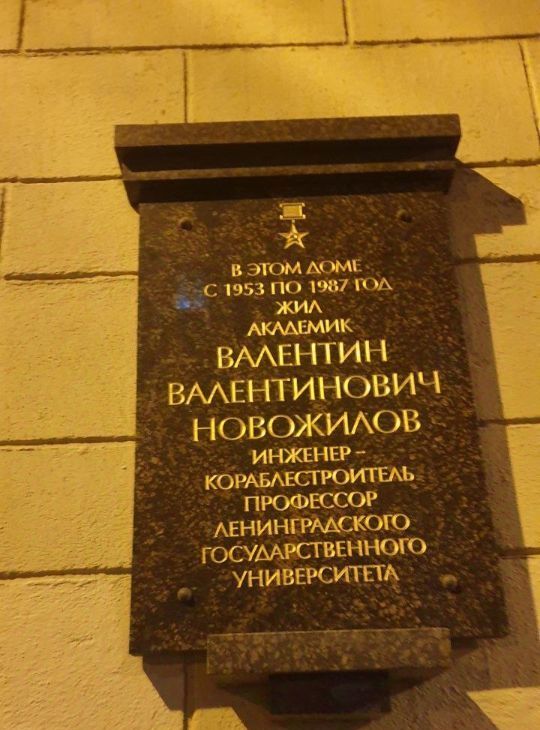 В ЭТОМ ДОМЕ
С 1953 ПО 1987 ГОД
ЖИЛ
АКАДЕМИК
ВАЛЕНТИН
ВАЛЕНТИНОВИЧ
НОВОЖИЛОВ
ИНЖЕНЕР-
КОРАБЛЕСТРОИТЕЛЬ
ПРОФЕССОР
ЛЕНИНГРАДСКОГО
ГОСУДАРСТВЕННОГО
УНИВЕРСИТЕТА